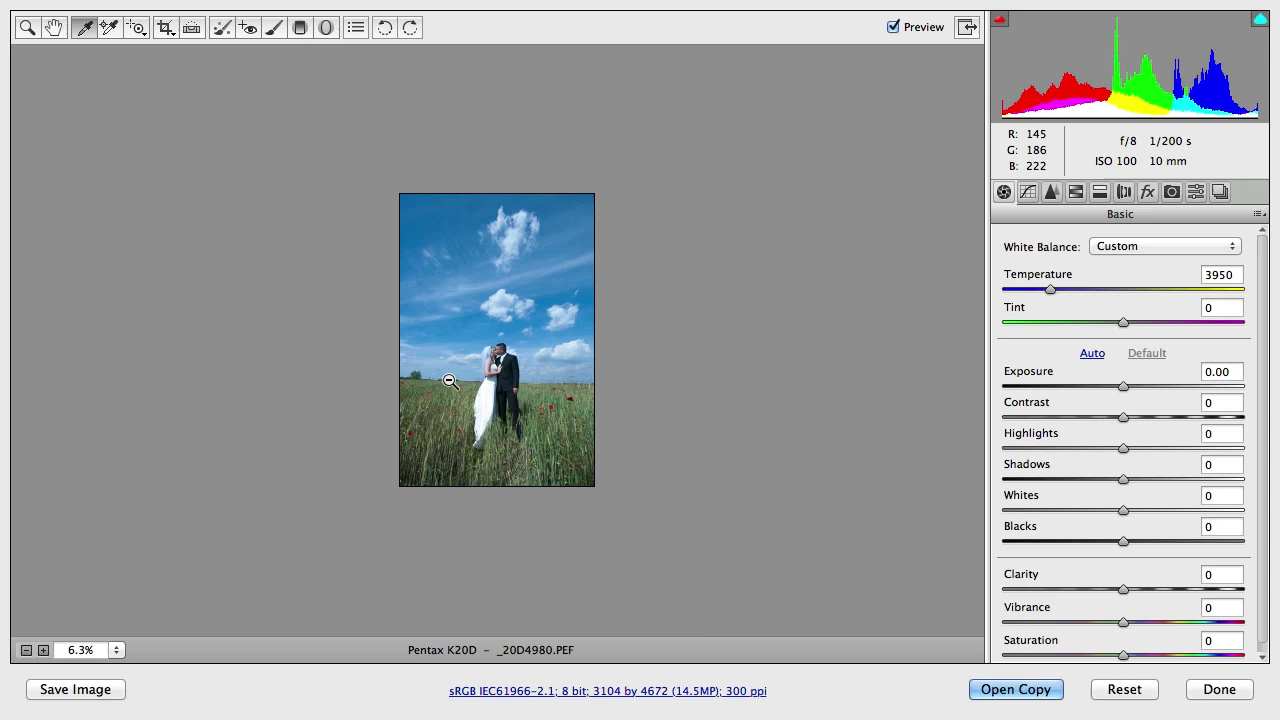 Preview
R: 145
G: 186
B: 222
f/8 1/200 s
ISO 100 10 mm
fx
Basic
White Balance: Custom
Temperature 3950
Tint 0
Auto Default
Exposure 0.00
Contrast 0
Highlights 0
Shadows 0
Whites 0
Blacks 0
Clarity 0
Vibrance 0
Saturation 0
6.3%
Pentax K20D – _20D4980.PEF
Save Image
sRGB IEC61966-2.1; 8 bit; 3104 by 4672 (14.5MP); 300 ppi
Open Copy
Reset
Done